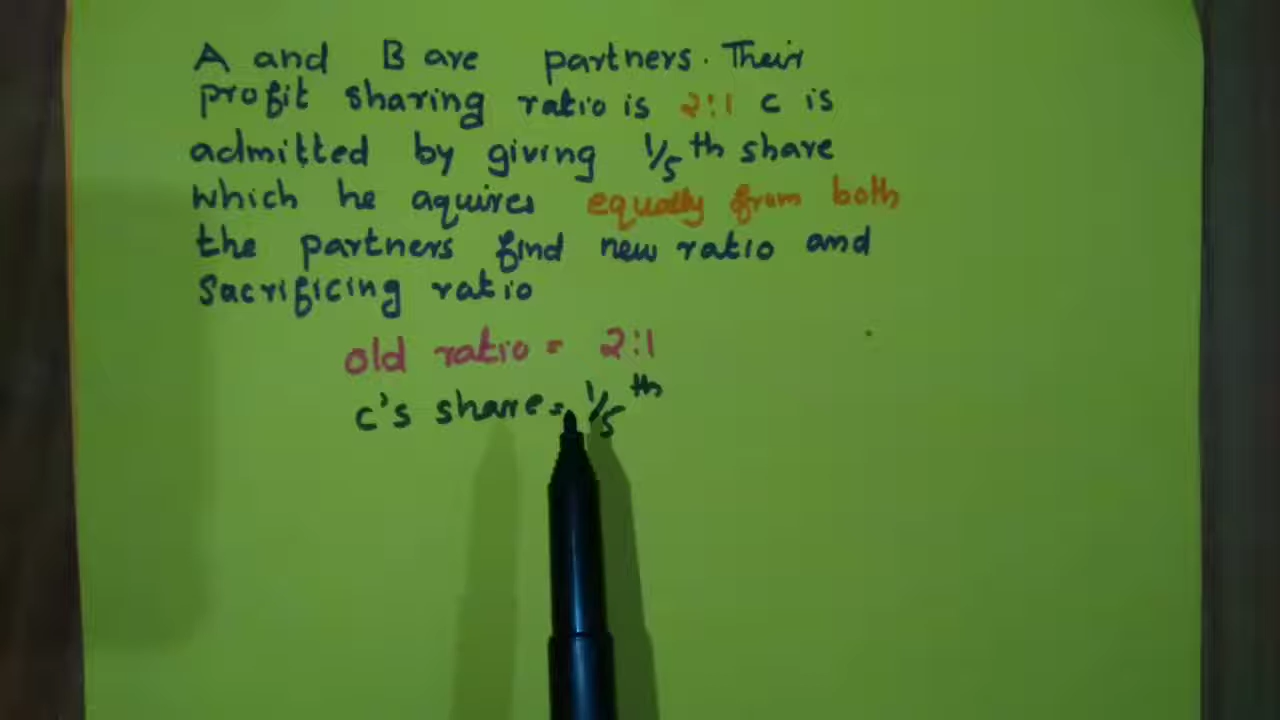 A and B are partners. Their
profit sharing ratio is 2:1 c is
admitted by giving 1/5 th share
which he aquires equally from both
the partners find new ratio and
Sacrificing ratio
old ratio = 2:1
c's share = 1/5 th